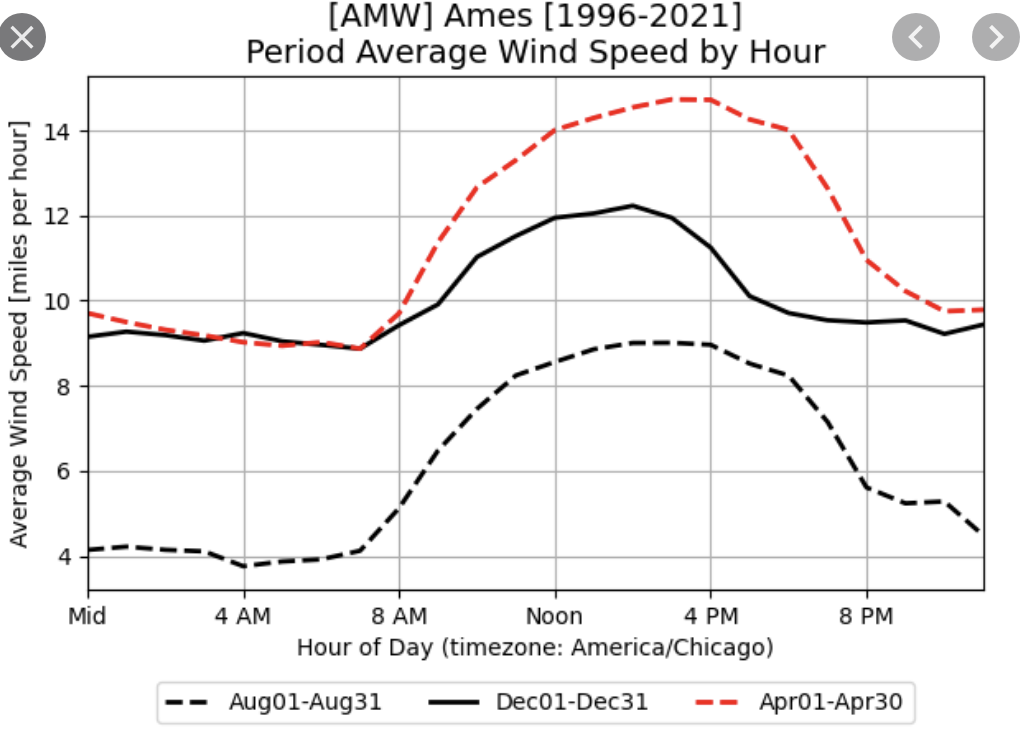 [AMW] Ames [1996-2021]
Period Average Wind Speed by Hour
Average Wind Speed [miles per hour]
14
12
10
8
6
4
Mid 4 AM 8 AM Noon 4 PM 8 PM
Hour of Day (timezone: America/Chicago)
Aug01-Aug31 Dec01-Dec31 Apr01-Apr30